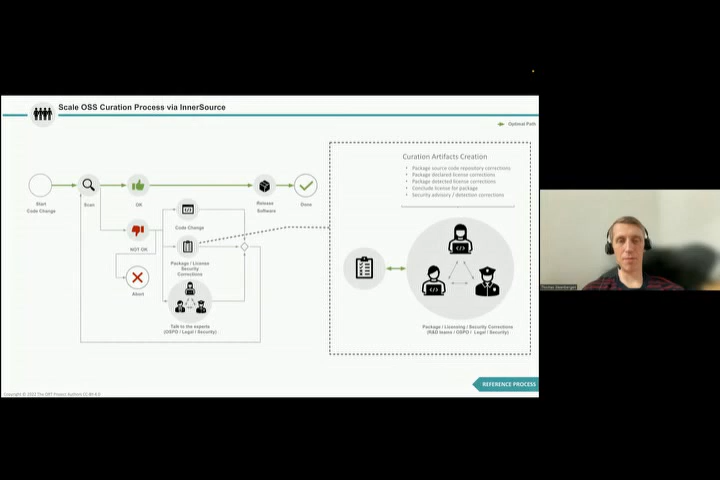 Scale OSS Curation Process via InnerSource
Optimal Path
Curation Artifacts Creation
• Package source code repository corrections
• Package declared license corrections
• Package detected license corrections
• Conclude license for package
• Security advisory / detection corrections
Start
Code Change
Scan
OK
Release
Software
Done
Code Change
NOT OK
Package / License
Security
Corrections
Abort
Talk to the experts
(OSPO / Legal / Security)
Package / Licensing / Security Corrections
(R&D teams / OSPO / Legal / Security)
REFERENCE PROCESS